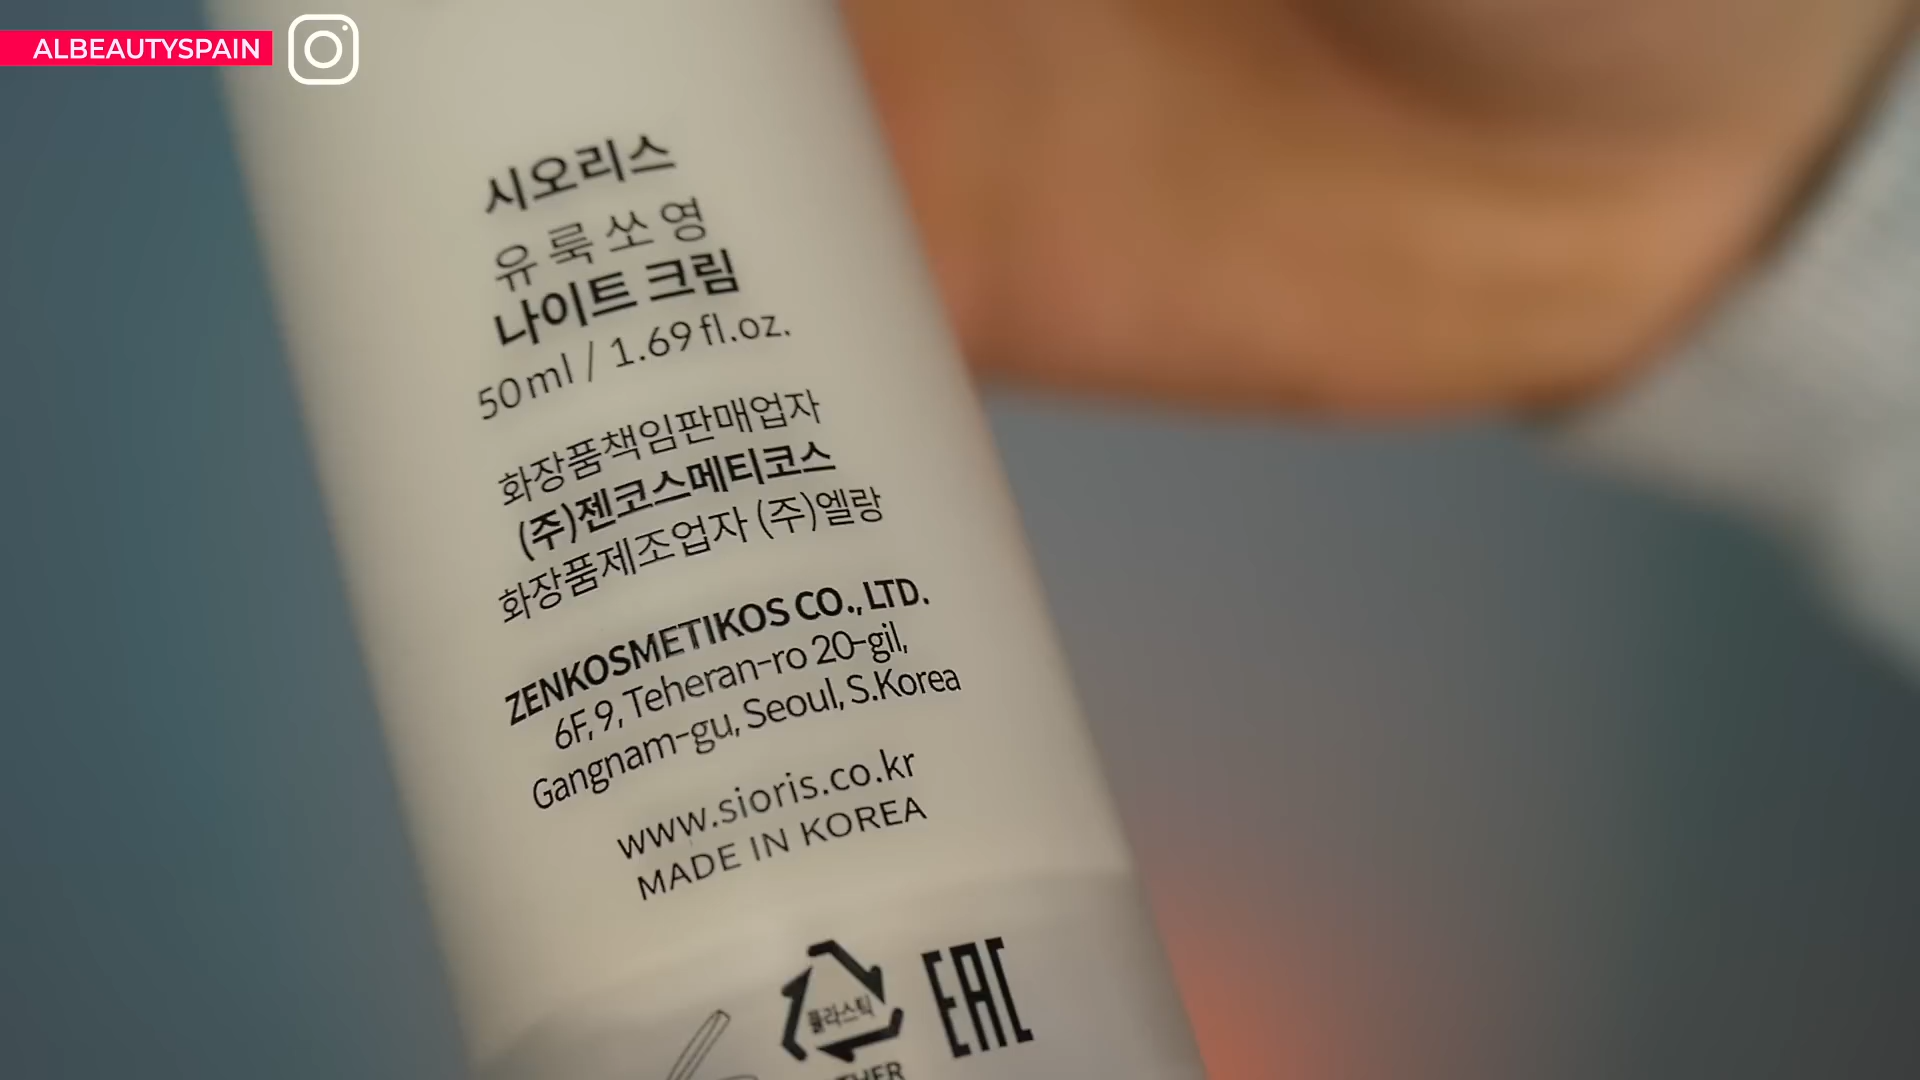 ALBEAUTYSPAIN
시오리스
유 룩 쏘 영
나이트 크림
50ml / 1.69 fl.oz.
화장품책임판매업자
(주)젠코스메티코스
화장품제조업자 (주)엘랑
ZENKOSMETIKOS CO., LTD.
6F, 9, Teheran-ro 20-gil,
Gangnam-gu, Seoul, S.Korea
www.sioris.co.kr
MADE IN KOREA
플라스틱
EAC